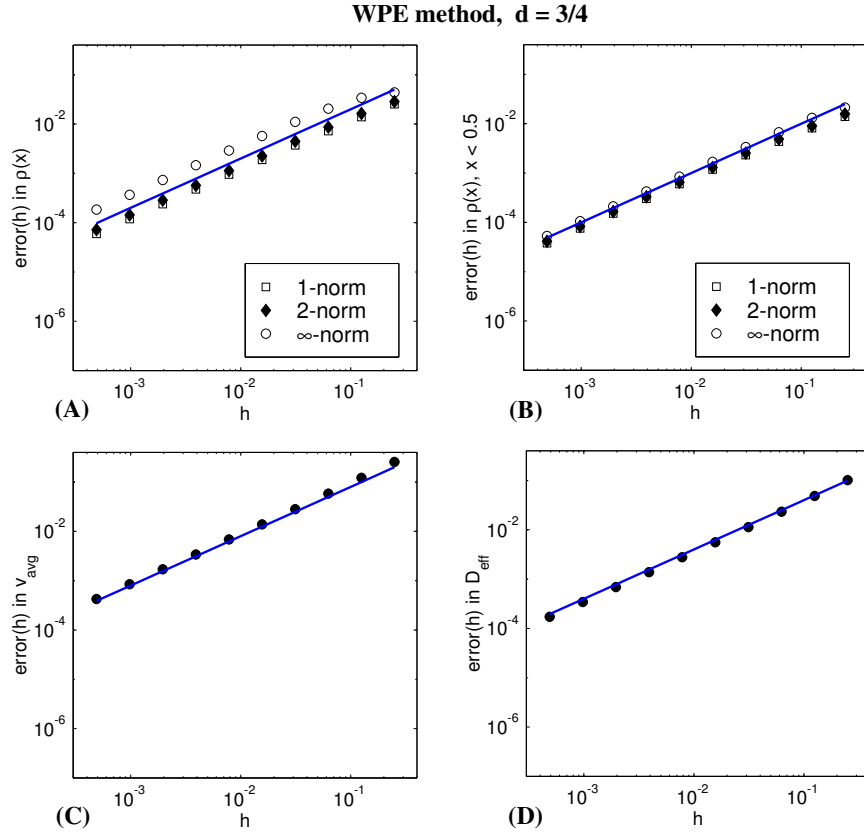 WPE method, d = 3/4
error(h) in ρ(x)
10⁻²
10⁻⁴
10⁻⁶
□ 1-norm
♦ 2-norm
○ ∞-norm
10⁻³ 10⁻² 10⁻¹
(A) h
error(h) in ρ(x), x < 0.5
10⁻²
10⁻⁴
10⁻⁶
□ 1-norm
♦ 2-norm
○ ∞-norm
10⁻³ 10⁻² 10⁻¹
(B) h
error(h) in v_avg
10⁻²
10⁻⁴
10⁻⁶
10⁻³ 10⁻² 10⁻¹
(C) h
error(h) in D_eff
10⁻²
10⁻⁴
10⁻⁶
10⁻³ 10⁻² 10⁻¹
(D) h